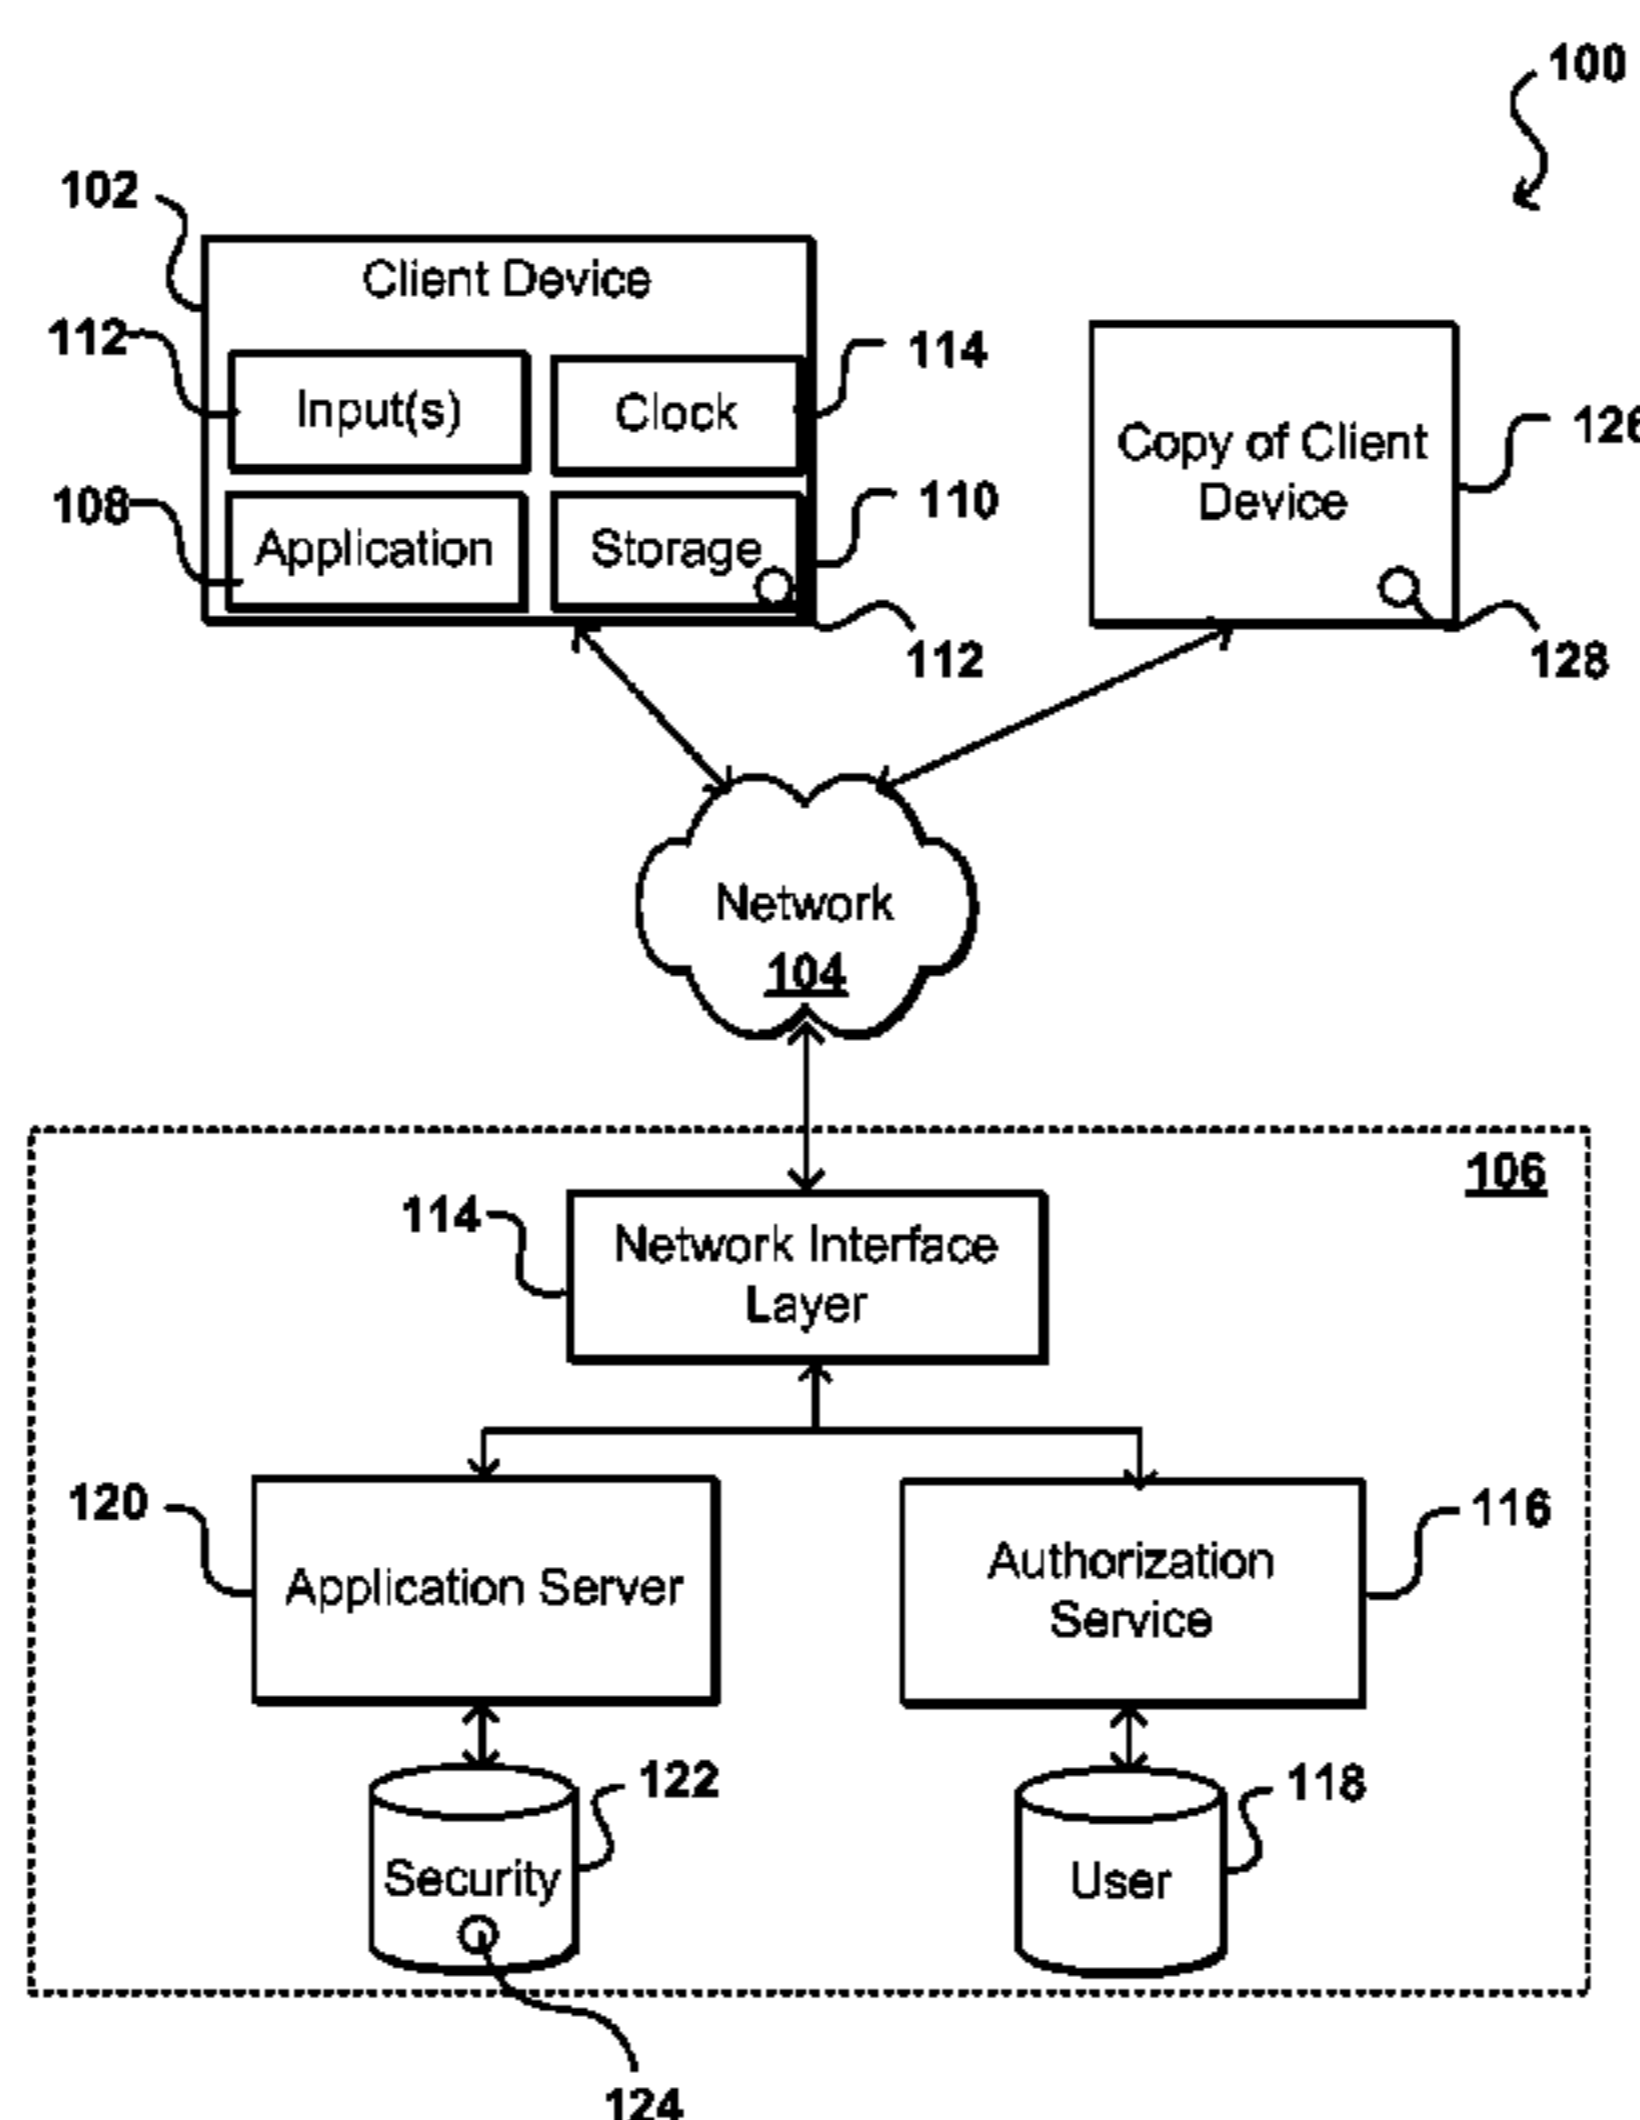 100
102
Client Device
112
Input(s)
Clock
114
108
Application
Storage
110
112
Copy of Client
Device
126
128
Network
104
106
114
Network Interface
Layer
120
Application Server
Authorization
Service
116
Security
122
User
118
124